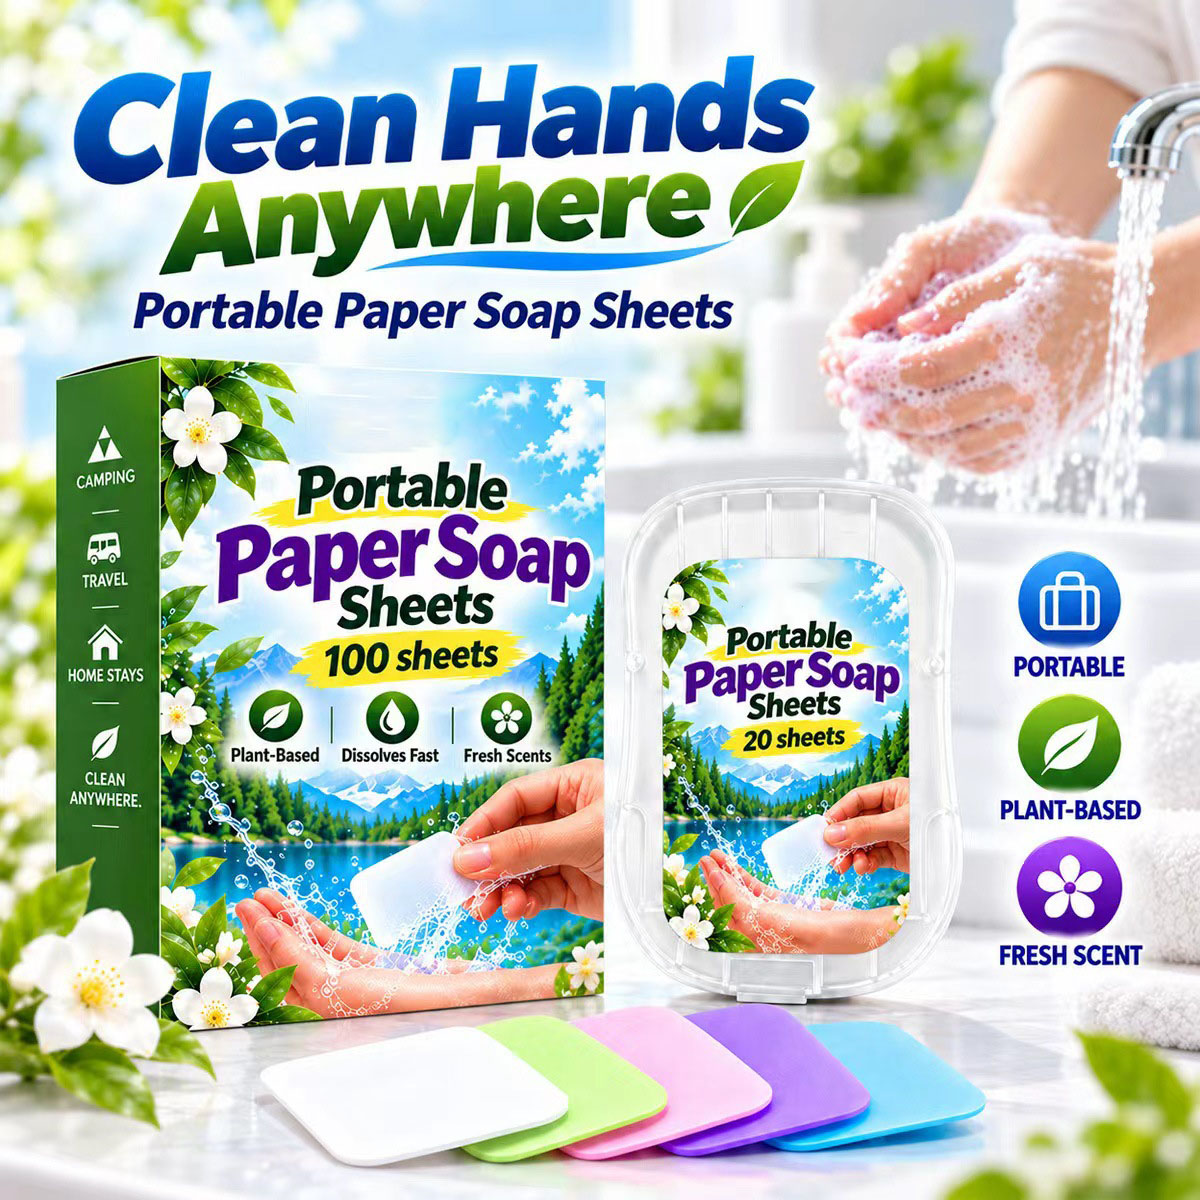 Clean Hands
Anywhere
Portable Paper Soap Sheets
CAMPING
TRAVEL
HOME STAYS
CLEAN
ANYWHERE.
Portable
Paper Soap
Sheets
100 sheets
Plant-Based
Dissolves Fast
Fresh Scents
Portable
Paper Soap
Sheets
20 sheets
PORTABLE
PLANT-BASED
FRESH SCENT